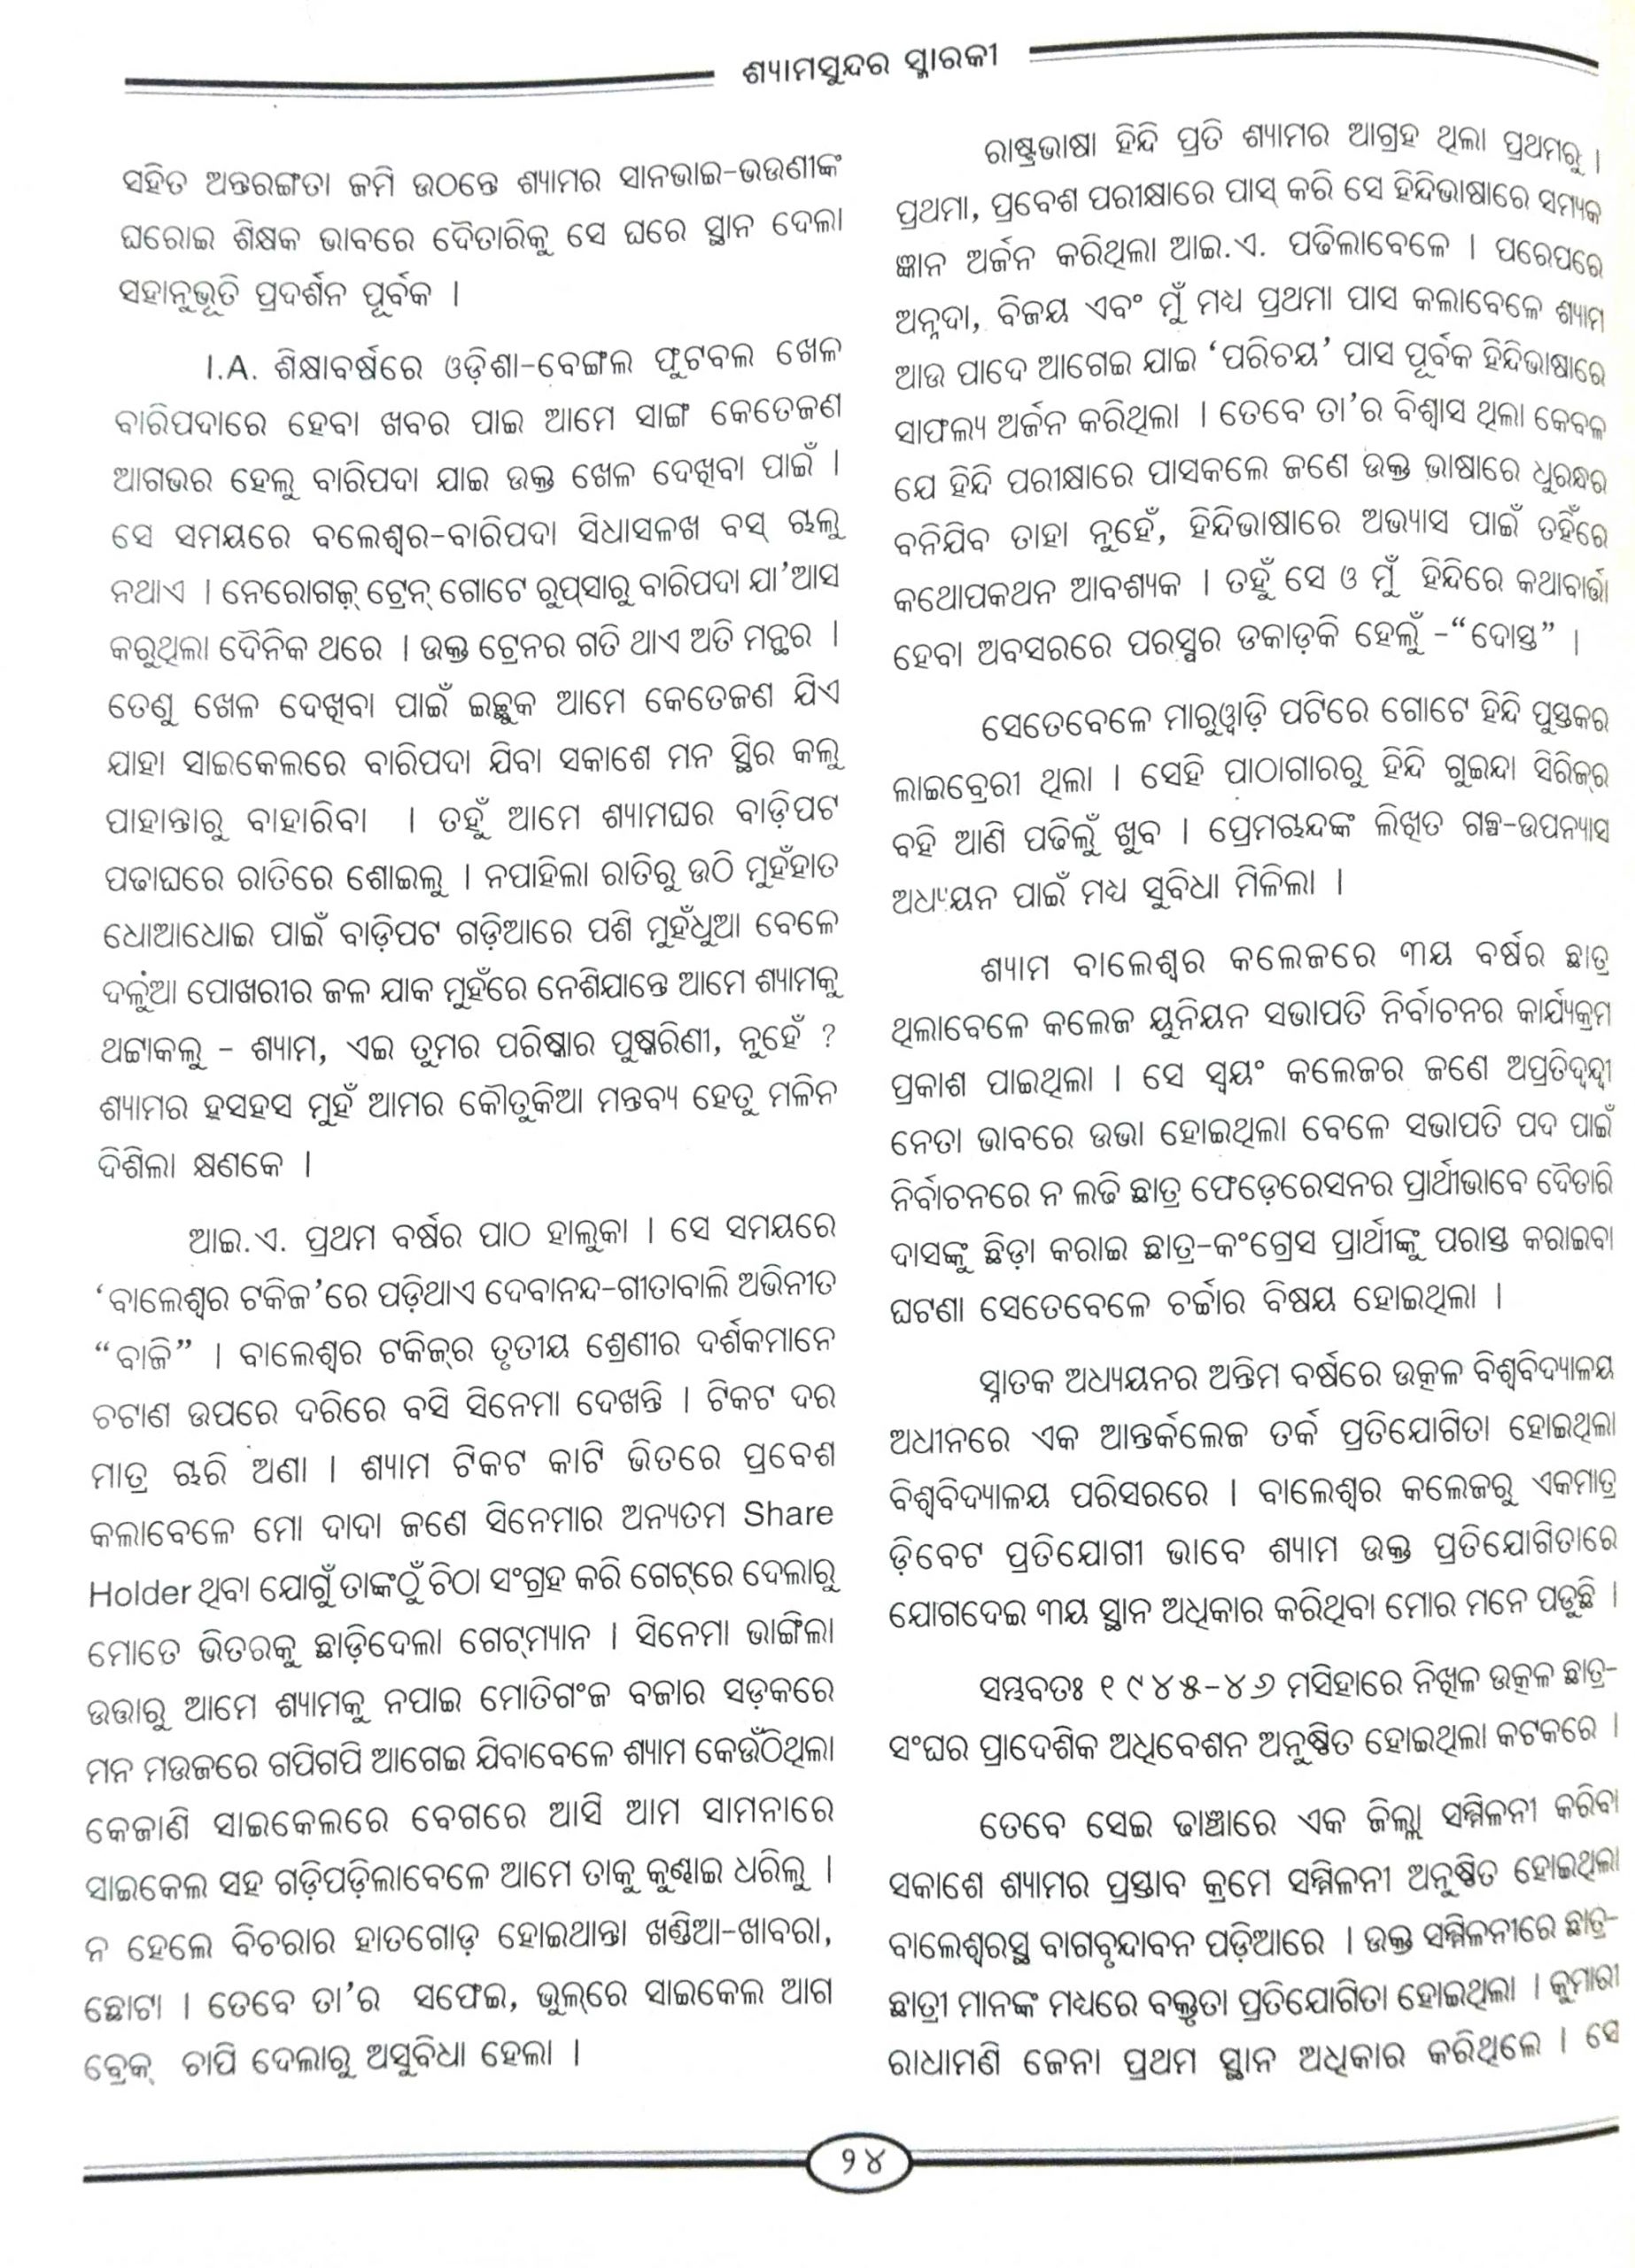 ଶ୍ୟାମସୁନ୍ଦର ସ୍ମାରକୀ
ସହିତ ଅନ୍ତରଙ୍ଗତା ଜମି ଉଠନ୍ତେ ଶ୍ୟାମର ସାନଭାଇ-ଭଉଣୀଙ୍କ
ଘରୋଇ ଶିକ୍ଷକ ଭାବରେ ଦୈତାରିକୁ ସେ ଘରେ ସ୍ଥାନ ଦେଲା
ସହାନୁଭୂତି ପ୍ରଦର୍ଶନ ପୂର୍ବକ ।
I.A. ଶିକ୍ଷାବର୍ଷରେ ଓଡ଼ିଶା-ବେଙ୍ଗଲ ଫୁଟବଲ ଖେଳ
ବାରିପଦାରେ ହେବା ଖବର ପାଇ ଆମେ ସାଙ୍ଗ କେତେଜଣ
ଆଗଭର ହେଲୁ ବାରିପଦା ଯାଇ ଉକ୍ତ ଖେଳ ଦେଖିବା ପାଇଁ ।
ସେ ସମୟରେ ବଲେଶ୍ୱର-ବାରିପଦା ସିଧାସଳଖ ବସ୍ ଚାଲୁ
ନଥାଏ । ନେରୋଗଜ୍ ଟ୍ରେନ୍ ଗୋଟେ ରୁପ୍‌ସାରୁ ବାରିପଦା ଯା'ଆସ
କରୁଥିଲା ଦୈନିକ ଥରେ । ଉକ୍ତ ଟ୍ରେନର ଗତି ଥାଏ ଅତି ମନ୍ଥର ।
ତେଣୁ ଖେଳ ଦେଖିବା ପାଇଁ ଇଚ୍ଛୁକ ଆମେ କେତେଜଣ ଯିଏ
ଯାହା ସାଇକେଲରେ ବାରିପଦା ଯିବା ସକାଶେ ମନ ସ୍ଥିର କଲୁ
ପାହାନ୍ତାରୁ ବାହାରିବା । ତହୁଁ ଆମେ ଶ୍ୟାମଘର ବାଡ଼ିପଟ
ପଢାଘରେ ରାତିରେ ଶୋଇଲୁ । ନପାହିଲା ରାତିରୁ ଉଠି ମୁହଁହାତ
ଧୋଆଧୋଇ ପାଇଁ ବାଡ଼ିପଟ ଗଡ଼ିଆରେ ପଶି ମୁହଁଧୁଆ ବେଳେ
ଦଳୁଁଆ ପୋଖରୀର ଜଳ ଯାକ ମୁହଁରେ ନେଶିଯାନ୍ତେ ଆମେ ଶ୍ୟାମକୁ
ଥଟ୍ଟାକଲୁ – ଶ୍ୟାମ, ଏଇ ତୁମର ପରିଷ୍କାର ପୁଷ୍କରିଣୀ, ନୁହେଁ ?
ଶ୍ୟାମର ହସହସ ମୁହଁ ଆମର କୌତୁକିଆ ମନ୍ତବ୍ୟ ହେତୁ ମଳିନ
ଦିଶିଲା କ୍ଷଣକେ ।
ଆଇ.ଏ. ପ୍ରଥମ ବର୍ଷର ପାଠ ହାଲୁକା । ସେ ସମୟରେ
‘ବାଲେଶ୍ୱର ଟକିଜ’ରେ ପଡ଼ିଥାଏ ଦେବାନନ୍ଦ-ଗୀତାବାଲି ଅଭିନୀତ
“ବାଜି” । ବାଲେଶ୍ୱର ଟକିଜ୍‌ର ତୃତୀୟ ଶ୍ରେଣୀର ଦର୍ଶକମାନେ
ଚଟାଣ ଉପରେ ଦରିରେ ବସି ସିନେମା ଦେଖନ୍ତି । ଟିକଟ ଦର
ମାତ୍ର ଚାରି ଅଣା । ଶ୍ୟାମ ଟିକଟ କାଟି ଭିତରେ ପ୍ରବେଶ
କଲାବେଳେ ମୋ ଦାଦା ଜଣେ ସିନେମାର ଅନ୍ୟତମ Share
Holder ଥିବା ଯୋଗୁଁ ତାଙ୍କଠୁଁ ଚିଠା ସଂଗ୍ରହ କରି ଗେଟ୍‌ରେ ଦେଲାରୁ
ମୋତେ ଭିତରକୁ ଛାଡ଼ିଦେଲା ଗେଟ୍‌ମ୍ୟାନ । ସିନେମା ଭାଙ୍ଗିଲା
ଉତ୍ତାରୁ ଆମେ ଶ୍ୟାମକୁ ନପାଇ ମୋତିଗଂଜ ବଜାର ସଡ଼କରେ
ମନ ମଉଜରେ ଗପିଗପି ଆଗେଇ ଯିବାବେଳେ ଶ୍ୟାମ କେଉଁଠିଥିଲା
କେଜାଣି ସାଇକେଲରେ ବେଗରେ ଆସି ଆମ ସାମନାରେ
ସାଇକେଲ ସହ ଗଡ଼ିପଡ଼ିଲାବେଳେ ଆମେ ତାକୁ କୁଣ୍ଢାଇ ଧରିଲୁ ।
ନ ହେଲେ ବିଚରାର ହାତଗୋଡ଼ ହୋଇଥାନ୍ତା ଖଣ୍ଡିଆ-ଖାବରା,
ଛୋଟା । ତେବେ ତା’ର ସଫେଇ, ଭୁଲ୍‌ରେ ସାଇକେଲ ଆଗ
ବ୍ରେକ୍ ଚାପି ଦେଲାରୁ ଅସୁବିଧା ହେଲା ।
ରାଷ୍ଟ୍ରଭାଷା ହିନ୍ଦି ପ୍ରତି ଶ୍ୟାମର ଆଗ୍ରହ ଥିଲା ପ୍ରଥମରୁ ।
ପ୍ରଥମା, ପ୍ରବେଶ ପରୀକ୍ଷାରେ ପାସ୍ କରି ସେ ହିନ୍ଦିଭାଷାରେ ସମ୍ୟକ
ଜ୍ଞାନ ଅର୍ଜନ କରିଥିଲା ଆଇ.ଏ. ପଢିଲାବେଳେ । ପରେପରେ
ଅନ୍ନଦା, ବିଜୟ ଏବଂ ମୁଁ ମଧ୍ୟ ପ୍ରଥମା ପାସ କଲାବେଳେ ଶ୍ୟାମ
ଆଉ ପାଦେ ଆଗେଇ ଯାଇ ‘ପରିଚୟ’ ପାସ ପୂର୍ବକ ହିନ୍ଦିଭାଷାରେ
ସାଫଲ୍ୟ ଅର୍ଜନ କରିଥିଲା । ତେବେ ତା’ର ବିଶ୍ୱାସ ଥିଲା କେବଳ
ଯେ ହିନ୍ଦି ପରୀକ୍ଷାରେ ପାସକଲେ ଜଣେ ଉକ୍ତ ଭାଷାରେ ଧୁରନ୍ଧର
ବନିଯିବ ତାହା ନୁହେଁ, ହିନ୍ଦିଭାଷାରେ ଅଭ୍ୟାସ ପାଇଁ ତହିଁରେ
କଥୋପକଥନ ଆବଶ୍ୟକ । ତହୁଁ ସେ ଓ ମୁଁ ହିନ୍ଦିରେ କଥାବାର୍ତ୍ତା
ହେବା ଅବସରରେ ପରସ୍ପର ଡକାଡ଼କି ହେଲୁଁ –“ଦୋସ୍ତ” ।
ସେତେବେଳେ ମାରୁୱାଡ଼ି ପଟିରେ ଗୋଟେ ହିନ୍ଦି ପୁସ୍ତକର
ଲାଇବ୍ରେରୀ ଥିଲା । ସେହି ପାଠାଗାରରୁ ହିନ୍ଦି ଗୁଇନ୍ଦା ସିରିଜ୍‌ର
ବହି ଆଣି ପଢିଲୁଁ ଖୁବ । ପ୍ରେମଚାନ୍ଦଙ୍କ ଲିଖିତ ଗଳ୍ପ-ଉପନ୍ୟାସ
ଅଧ୍ୟୟନ ପାଇଁ ମଧ୍ୟ ସୁବିଧା ମିଳିଲା ।
ଶ୍ୟାମ ବାଲେଶ୍ୱର କଲେଜରେ ୩ୟ ବର୍ଷର ଛାତ୍ର
ଥିଲାବେଳେ କଲେଜ ୟୁନିୟନ ସଭାପତି ନିର୍ବାଚନର କାର୍ଯ୍ୟକ୍ରମ
ପ୍ରକାଶ ପାଇଥିଲା । ସେ ସ୍ୱୟଂ କଲେଜର ଜଣେ ଅପ୍ରତିଦ୍ୱନ୍ଦ୍ୱୀ
ନେତା ଭାବରେ ଉଭା ହୋଇଥିଲା ବେଳେ ସଭାପତି ପଦ ପାଇଁ
ନିର୍ବାଚନରେ ନ ଲଢି ଛାତ୍ର ଫେଡ଼େରେସନର ପ୍ରାର୍ଥୀଭାବେ ଦୈତାରି
ଦାସଙ୍କୁ ଛିଡ଼ା କରାଇ ଛାତ୍ର-କଂଗ୍ରେସ ପ୍ରାର୍ଥୀଙ୍କୁ ପରାସ୍ତ କରାଇବା
ଘଟଣା ସେତେବେଳେ ଚର୍ଚ୍ଚାର ବିଷୟ ହୋଇଥିଲା ।
ସ୍ନାତକ ଅଧ୍ୟୟନର ଅନ୍ତିମ ବର୍ଷରେ ଉତ୍କଳ ବିଶ୍ୱବିଦ୍ୟାଳୟ
ଅଧୀନରେ ଏକ ଆନ୍ତର୍କଲେଜ ତର୍କ ପ୍ରତିଯୋଗିତା ହୋଇଥିଲା
ବିଶ୍ୱବିଦ୍ୟାଳୟ ପରିସରରେ । ବାଲେଶ୍ୱର କଲେଜରୁ ଏକମାତ୍ର
ଡ଼ିବେଟ ପ୍ରତିଯୋଗୀ ଭାବେ ଶ୍ୟାମ ଉକ୍ତ ପ୍ରତିଯୋଗିତାରେ
ଯୋଗଦେଇ ୩ୟ ସ୍ଥାନ ଅଧିକାର କରିଥିବା ମୋର ମନେ ପଡୁଛି ।
ସମ୍ଭବତଃ ୧୯୪୫-୪୬ ମସିହାରେ ନିଖିଳ ଉତ୍କଳ ଛାତ୍ର-
ସଂଘର ପ୍ରାଦେଶିକ ଅଧିବେଶନ ଅନୁଷ୍ଠିତ ହୋଇଥିଲା କଟକରେ ।
ତେବେ ସେଇ ଢାଞ୍ଚାରେ ଏକ ଜିଲ୍ଲା ସମ୍ମିଳନୀ କରିବା
ସକାଶେ ଶ୍ୟାମର ପ୍ରସ୍ତାବ କ୍ରମେ ସମ୍ମିଳନୀ ଅନୁଷ୍ଠିତ ହୋଇଥିଲା
ବାଲେଶ୍ୱରସ୍ଥ ବାଗବୃନ୍ଦାବନ ପଡ଼ିଆରେ । ଉକ୍ତ ସମ୍ମିଳନୀରେ ଛାତ୍ର-
ଛାତ୍ରୀ ମାନଙ୍କ ମଧ୍ୟରେ ବକ୍ତୃତା ପ୍ରତିଯୋଗିତା ହୋଇଥିଲା । କୁମାରୀ
ରାଧାମଣି ଜେନା ପ୍ରଥମ ସ୍ଥାନ ଅଧିକାର କରିଥିଲେ । ସେ
୨୪